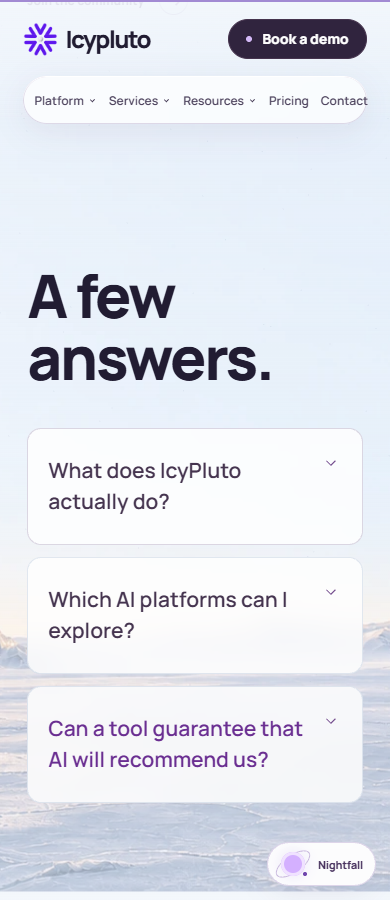 Icypluto
Book a demo
Platform Services Resources Pricing Contact
A few
answers.
What does IcyPluto
actually do?
Which AI platforms can I
explore?
Can a tool guarantee that
AI will recommend us?
Nightfall